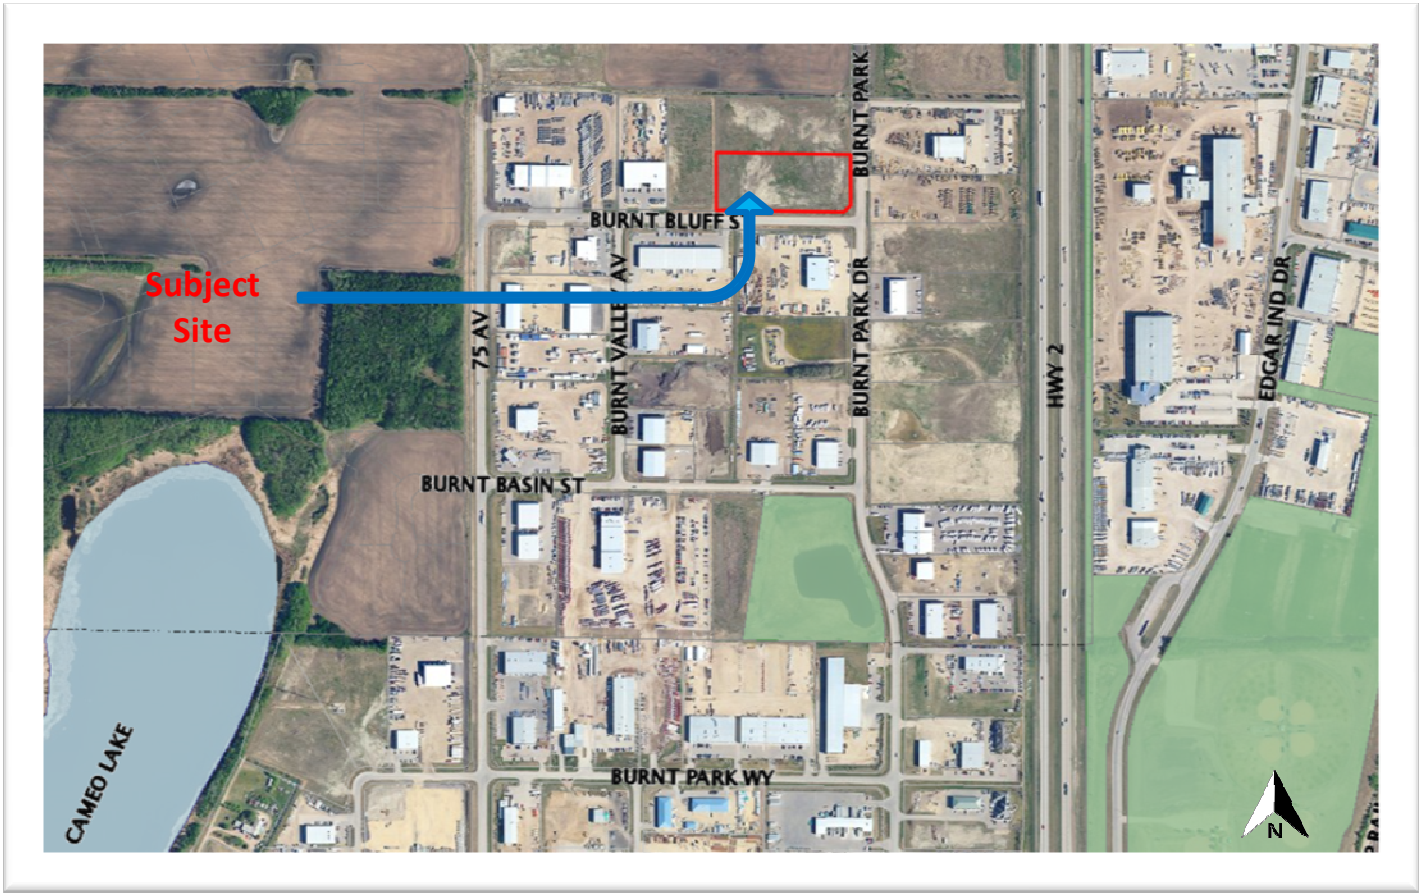 BURNT PARK
BURNT BLUFF S
Subject
Site
BURNT VALLEY AV
BURNT PARK DR
75 AV
HWY 2
EDGAR IND DR
BURNT BASIN ST
CAMEO LAKE
BURNT PARK WY
N